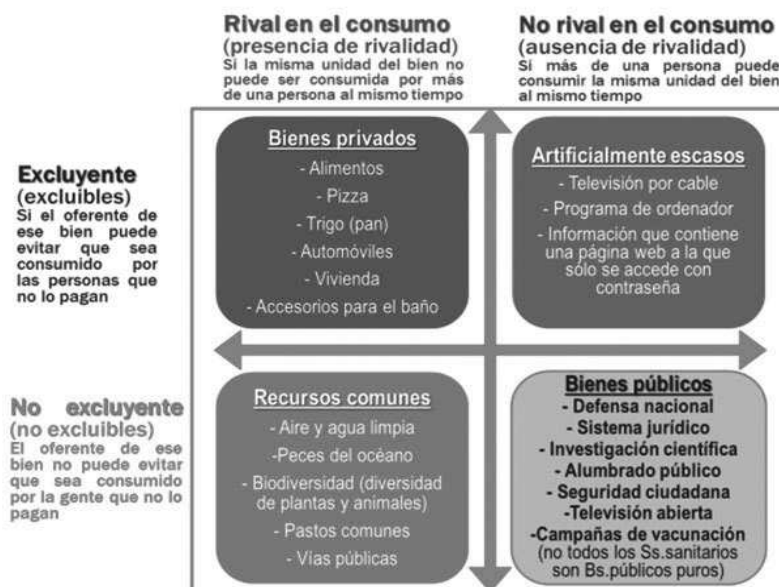 Rival en el consumo
(presencia de rivalidad)
Si la misma unidad del bien no
puede ser consumida por más
de una persona al mismo tiempo
No rival en el consumo
(ausencia de rivalidad)
Si más de una persona puede
consumir la misma unidad del bien
al mismo tiempo
Excluyente
(excluibles)
Si el oferente de
ese bien puede
evitar que sea
consumido por
las personas que
no lo pagan
Bienes privados
- Alimentos
- Pizza
- Trigo (pan)
- Automóviles
- Vivienda
- Accesorios para el baño
Artificialmente escasos
- Televisión por cable
- Programa de ordenador
- Información que contiene
una página web a la que
sólo se accede con
contraseña
No excluyente
(no excluibles)
El oferente de ese
bien no puede evitar
que sea consumido
por la gente que no lo
pagan
Recursos comunes
- Aire y agua limpia
-Peces del océano
- Biodiversidad (diversidad
de plantas y animales)
- Pastos comunes
- Vías públicas
Bienes públicos
- Defensa nacional
- Sistema jurídico
- Investigación científica
- Alumbrado público
- Seguridad ciudadana
-Televisión abierta
-Campañas de vacunación
(no todos los Ss.sanitarios
son Bs.públicos puros)